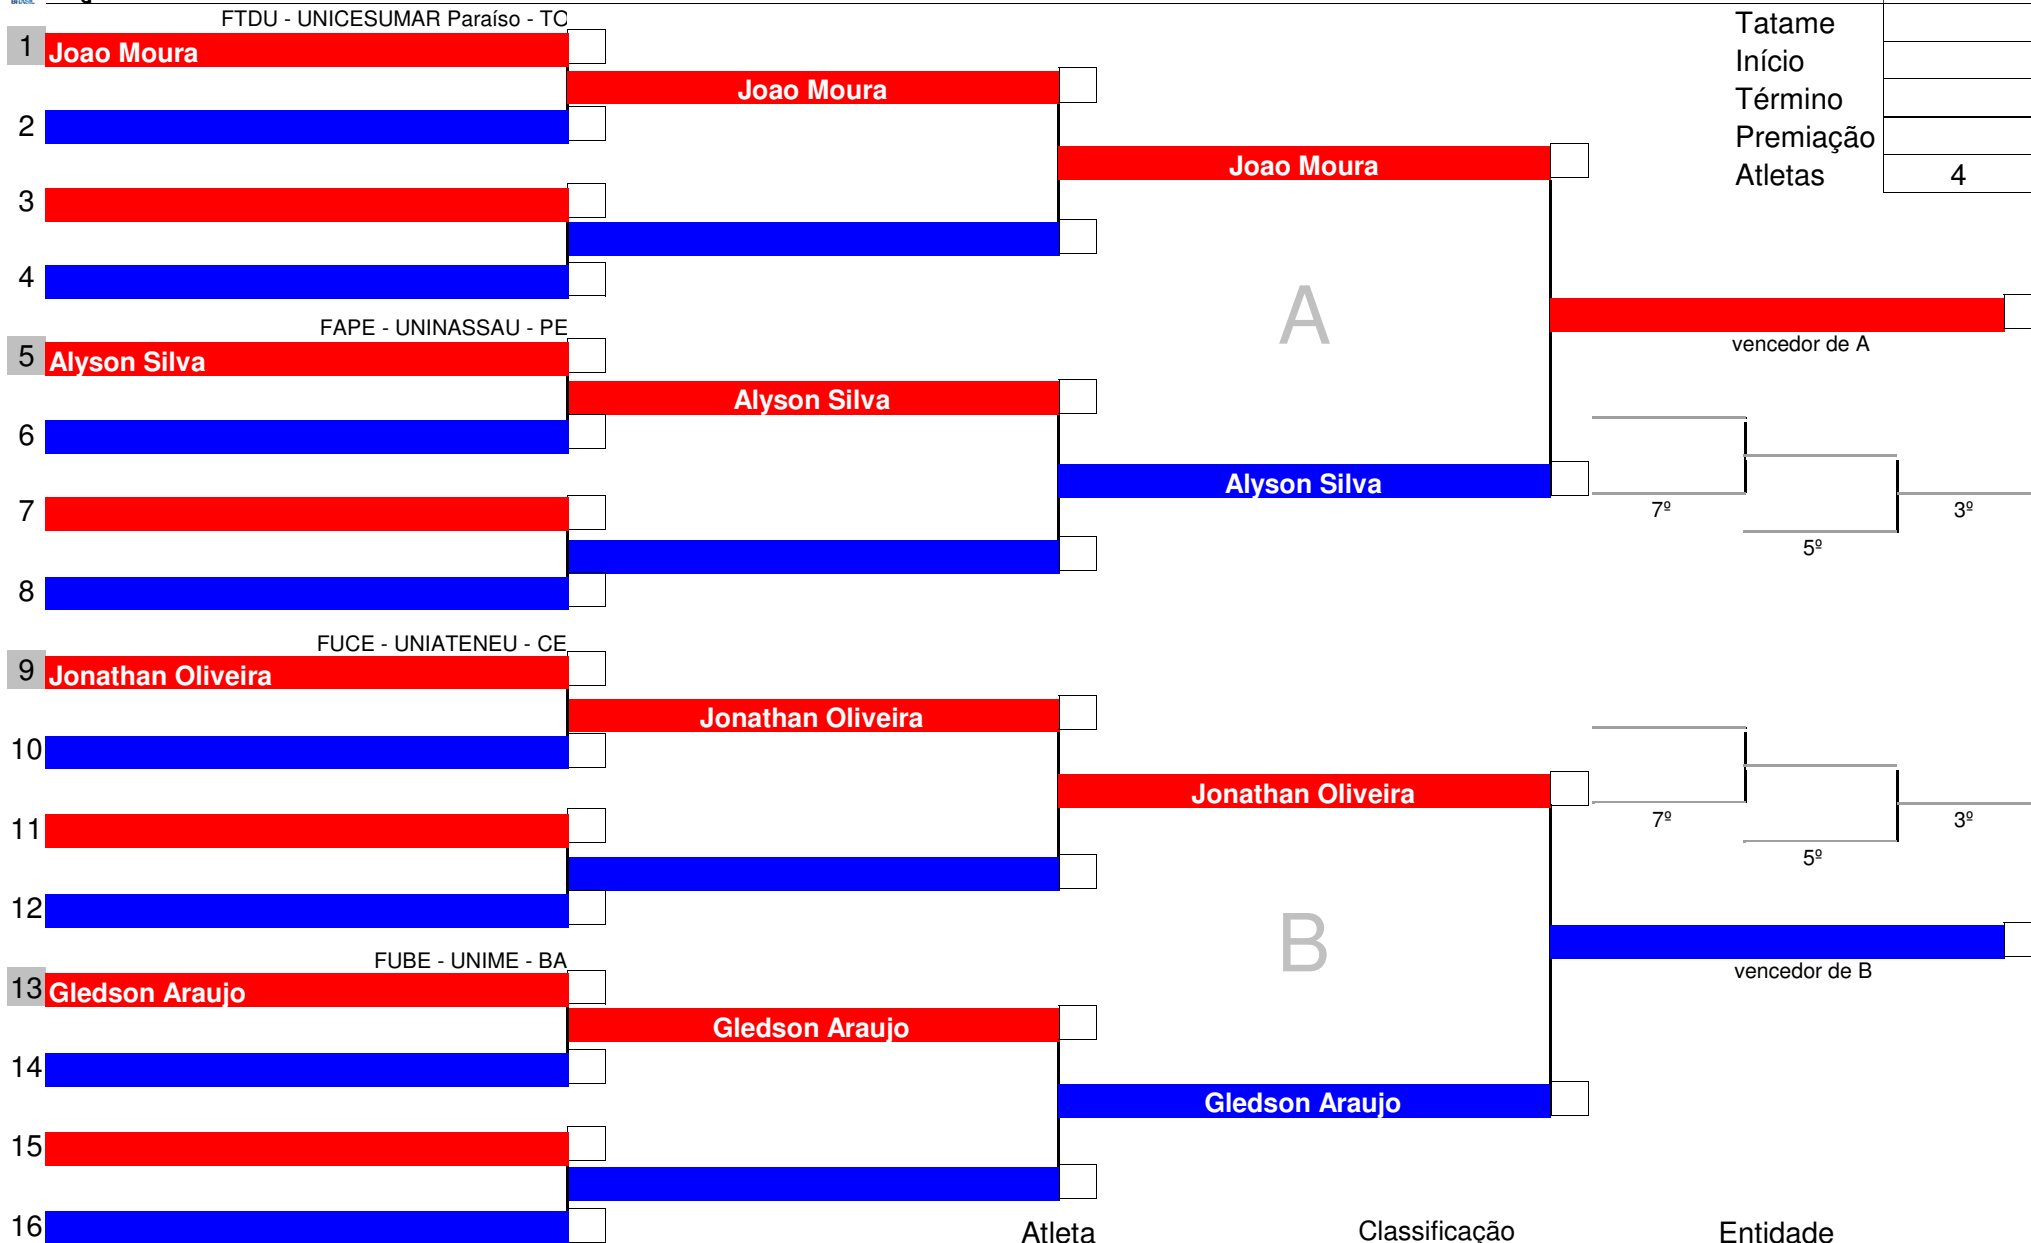 FTDU - UNICESUMAR Paraíso - TO
1 Joao Moura
Joao Moura
2
Joao Moura
3
4
FAPE - UNINASSAU - PE
5 Alyson Silva
Alyson Silva
6
Alyson Silva
7
8
FUCE - UNIATENEU - CE
9 Jonathan Oliveira
Jonathan Oliveira
10
Jonathan Oliveira
11
12
FUBE - UNIME - BA
13 Gledson Araujo
Gledson Araujo
14
Gledson Araujo
15
16
A
B
Tatame
Início
Término
Premiação
Atletas 4
vencedor de A
7º
3º
5º
7º
3º
5º
vencedor de B
Atleta Classificação Entidade